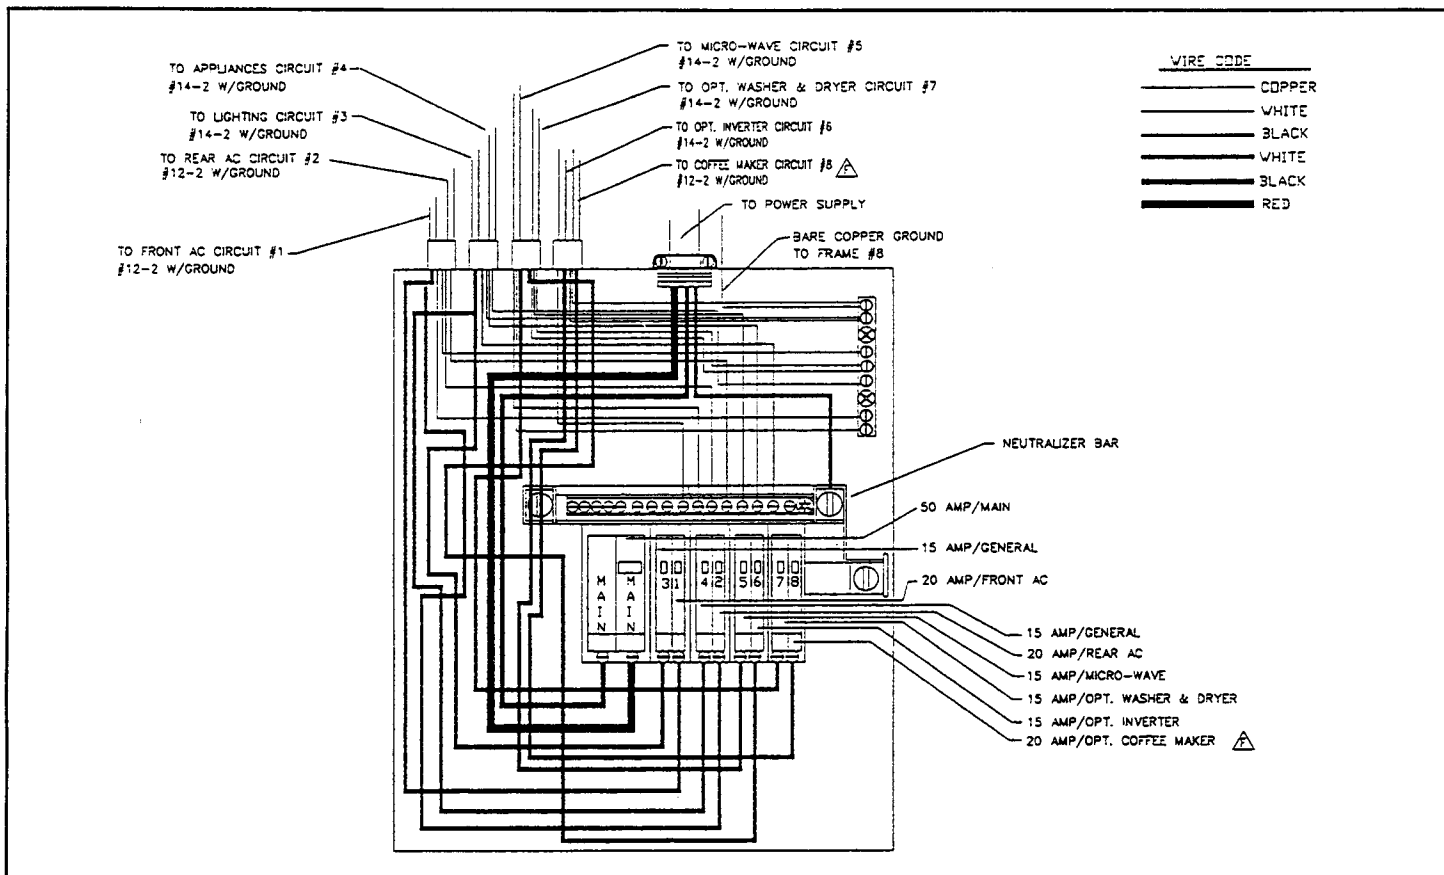 TO APPLIANCES CIRCUIT #4
#14-2 W/GROUND
TO LIGHTING CIRCUIT #3
#14-2 W/GROUND
TO REAR AC CIRCUIT #2
#12-2 W/GROUND
TO FRONT AC CIRCUIT #1
#12-2 W/GROUND
TO MICRO-WAVE CIRCUIT #5
#14-2 W/GROUND
TO OPT. WASHER & DRYER CIRCUIT #7
#14-2 W/GROUND
TO OPT. INVERTER CIRCUIT #6
#14-2 W/GROUND
TO COFFEE MAKER CIRCUIT #8 F
#12-2 W/GROUND
TO POWER SUPPLY
BARE COPPER GROUND
TO FRAME #8
WIRE CODE
COPPER
WHITE
BLACK
WHITE
BLACK
RED
NEUTRALIZER BAR
50 AMP/MAIN
15 AMP/GENERAL
20 AMP/FRONT AC
15 AMP/GENERAL
20 AMP/REAR AC
15 AMP/MICRO-WAVE
15 AMP/OPT. WASHER & DRYER
15 AMP/OPT. INVERTER
20 AMP/OPT. COFFEE MAKER F
MAIN
MAIN
3 1
4 2
5 6
7 8